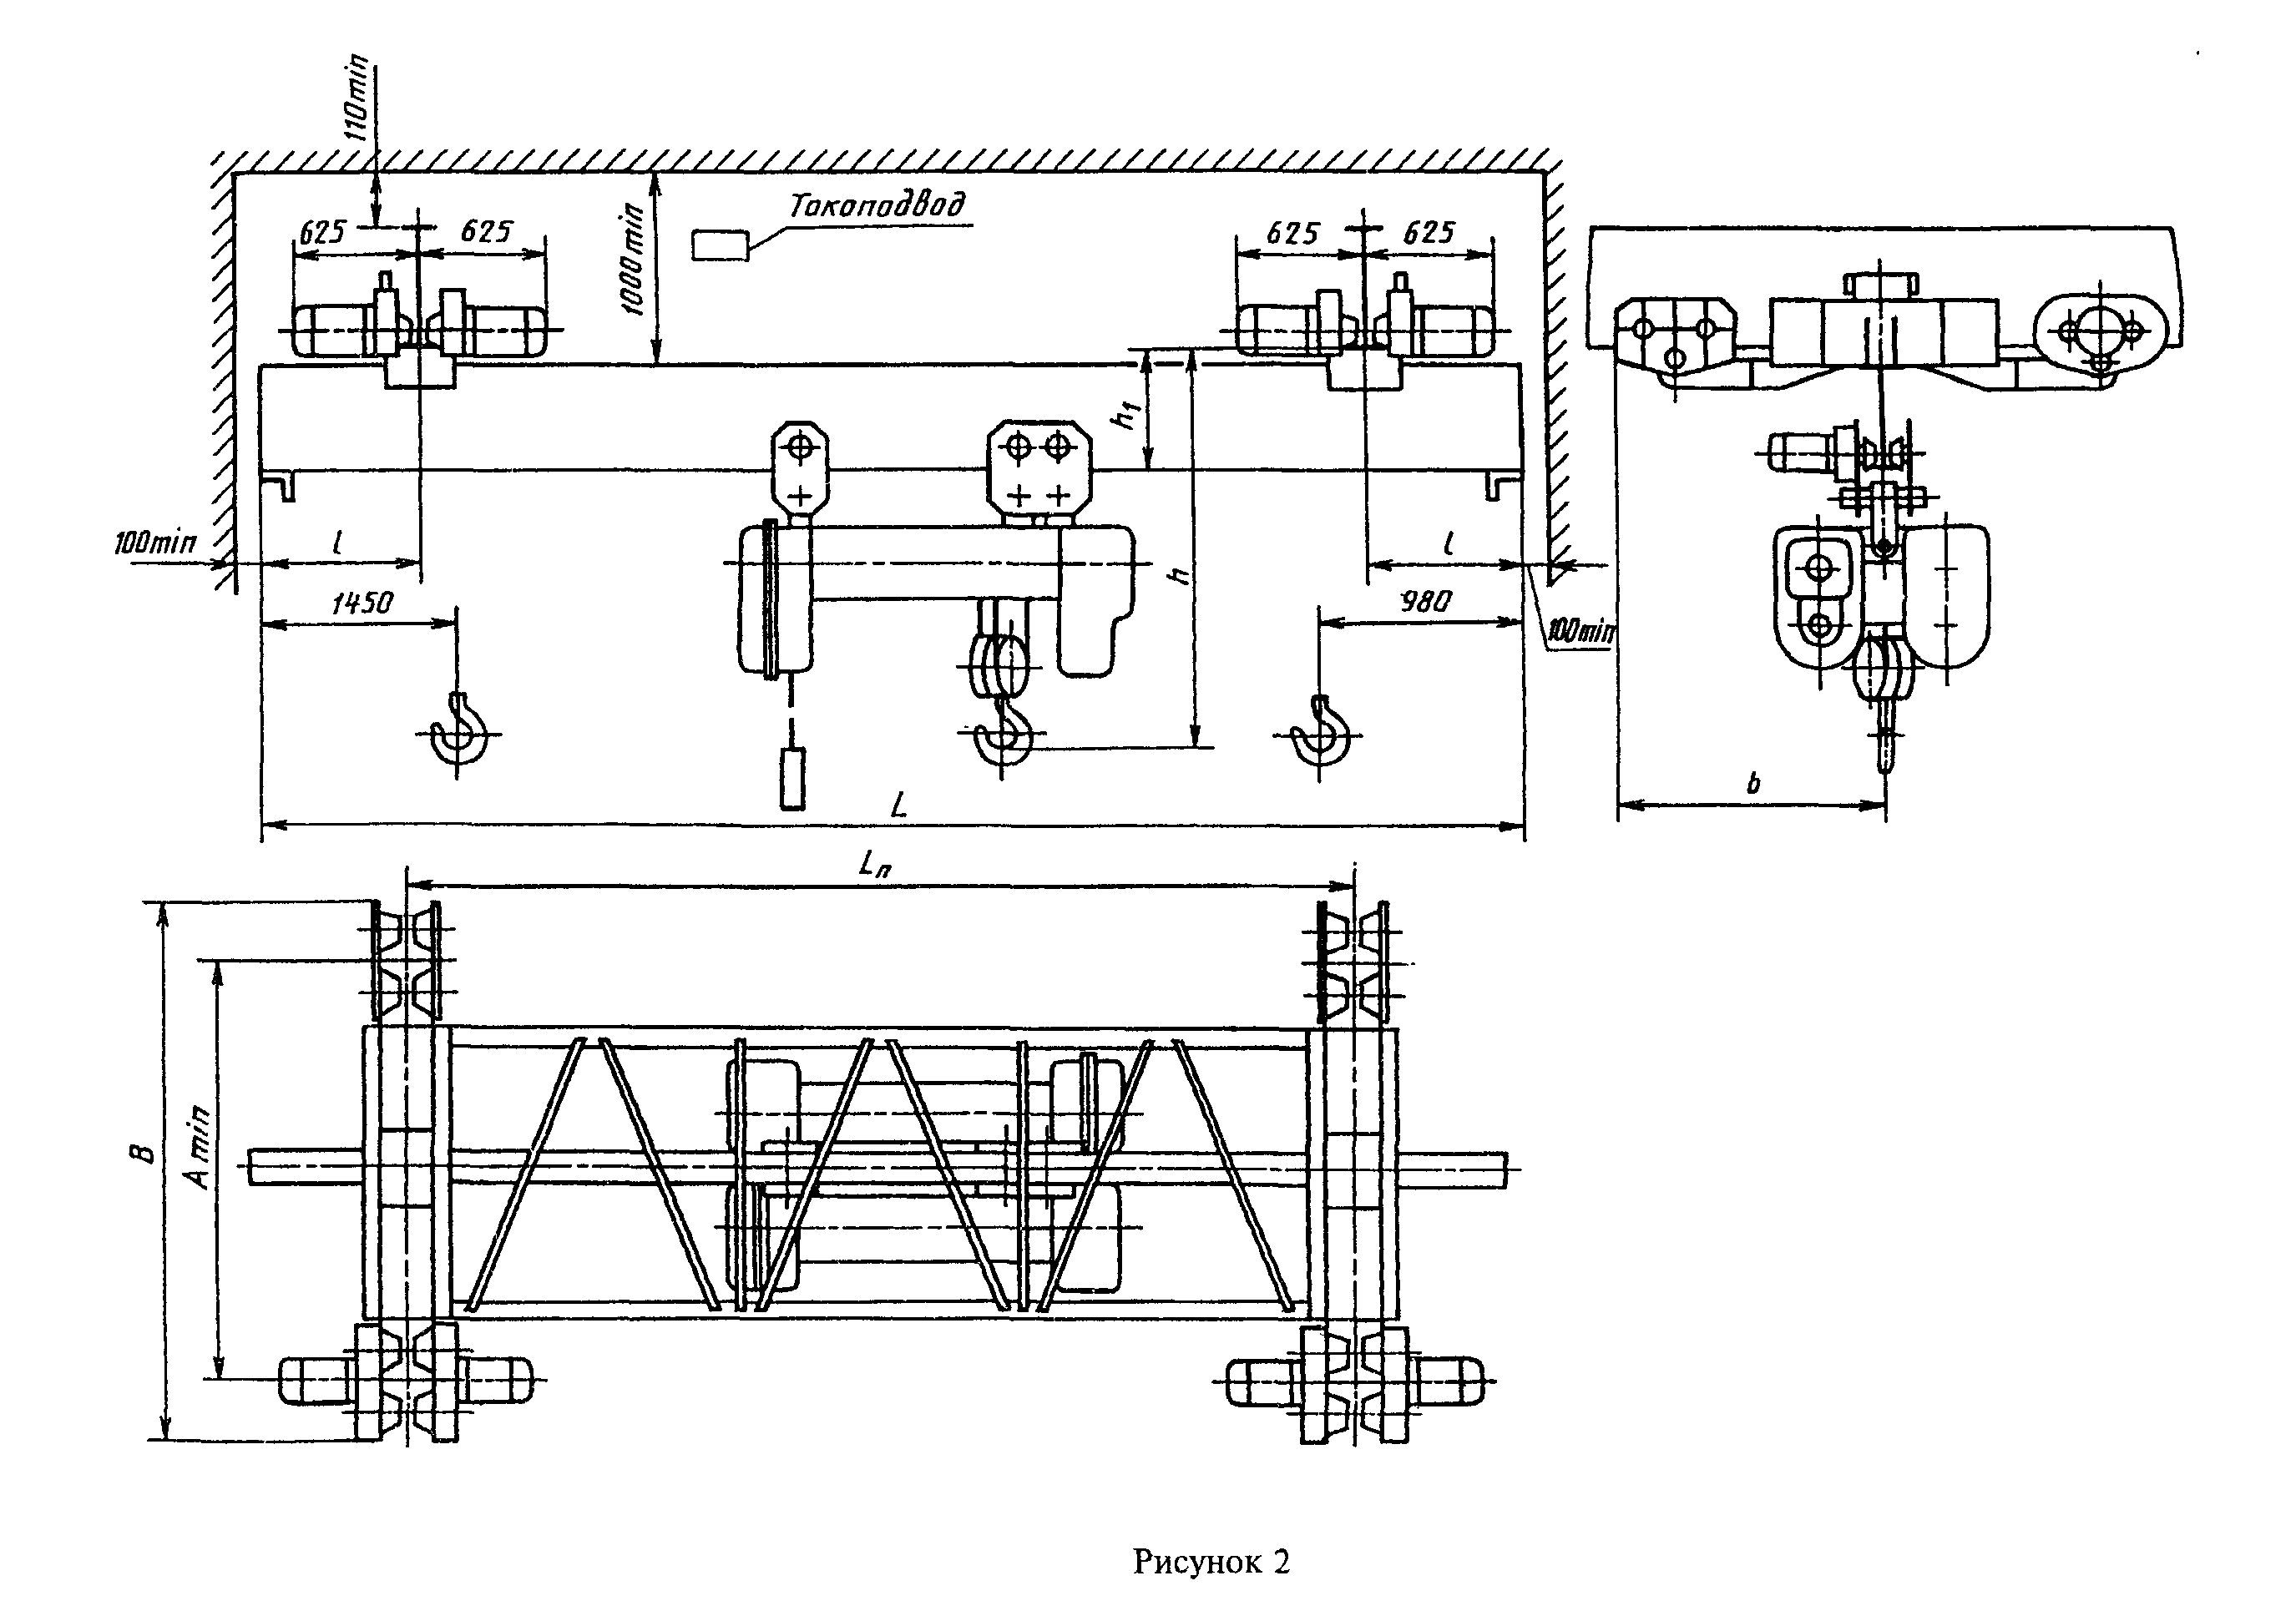 110min
Токоподвод
625
625
1000min
625
625
h₁
100min
l
h
l
1450
980
100min
b
L
Lп
B
A min
Рисунок 2